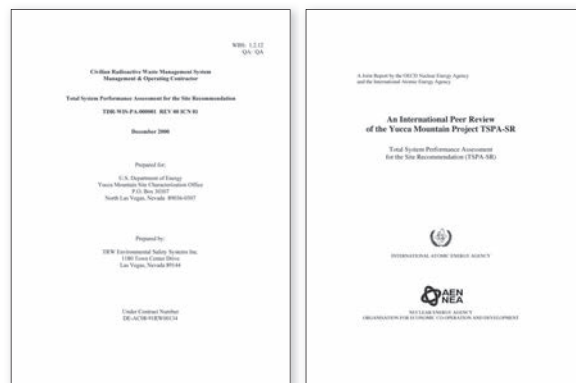 WBS: 1.2.12
QA: QA
Civilian Radioactive Waste Management System
Management & Operating Contractor
Total System Performance Assessment for the Site Recommendation
TDR-WIS-PA-000001 REV 00 ICN 01
December 2000
Prepared for:
U.S. Department of Energy
Yucca Mountain Site Characterization Office
P.O. Box 30307
North Las Vegas, Nevada 89036-0307
Prepared by:
TRW Environmental Safety Systems Inc.
1180 Town Center Drive
Las Vegas, Nevada 89144
Under Contract Number
DE-AC08-91RW00134
A Joint Report by the OECD Nuclear Energy Agency
and the International Atomic Energy Agency
An International Peer Review
of the Yucca Mountain Project TSPA-SR
Total System Performance Assessment
for the Site Recommendation (TSPA-SR)
INTERNATIONAL ATOMIC ENERGY AGENCY
AEN
NEA
NUCLEAR ENERGY AGENCY
ORGANISATION FOR ECONOMIC CO-OPERATION AND DEVELOPMENT